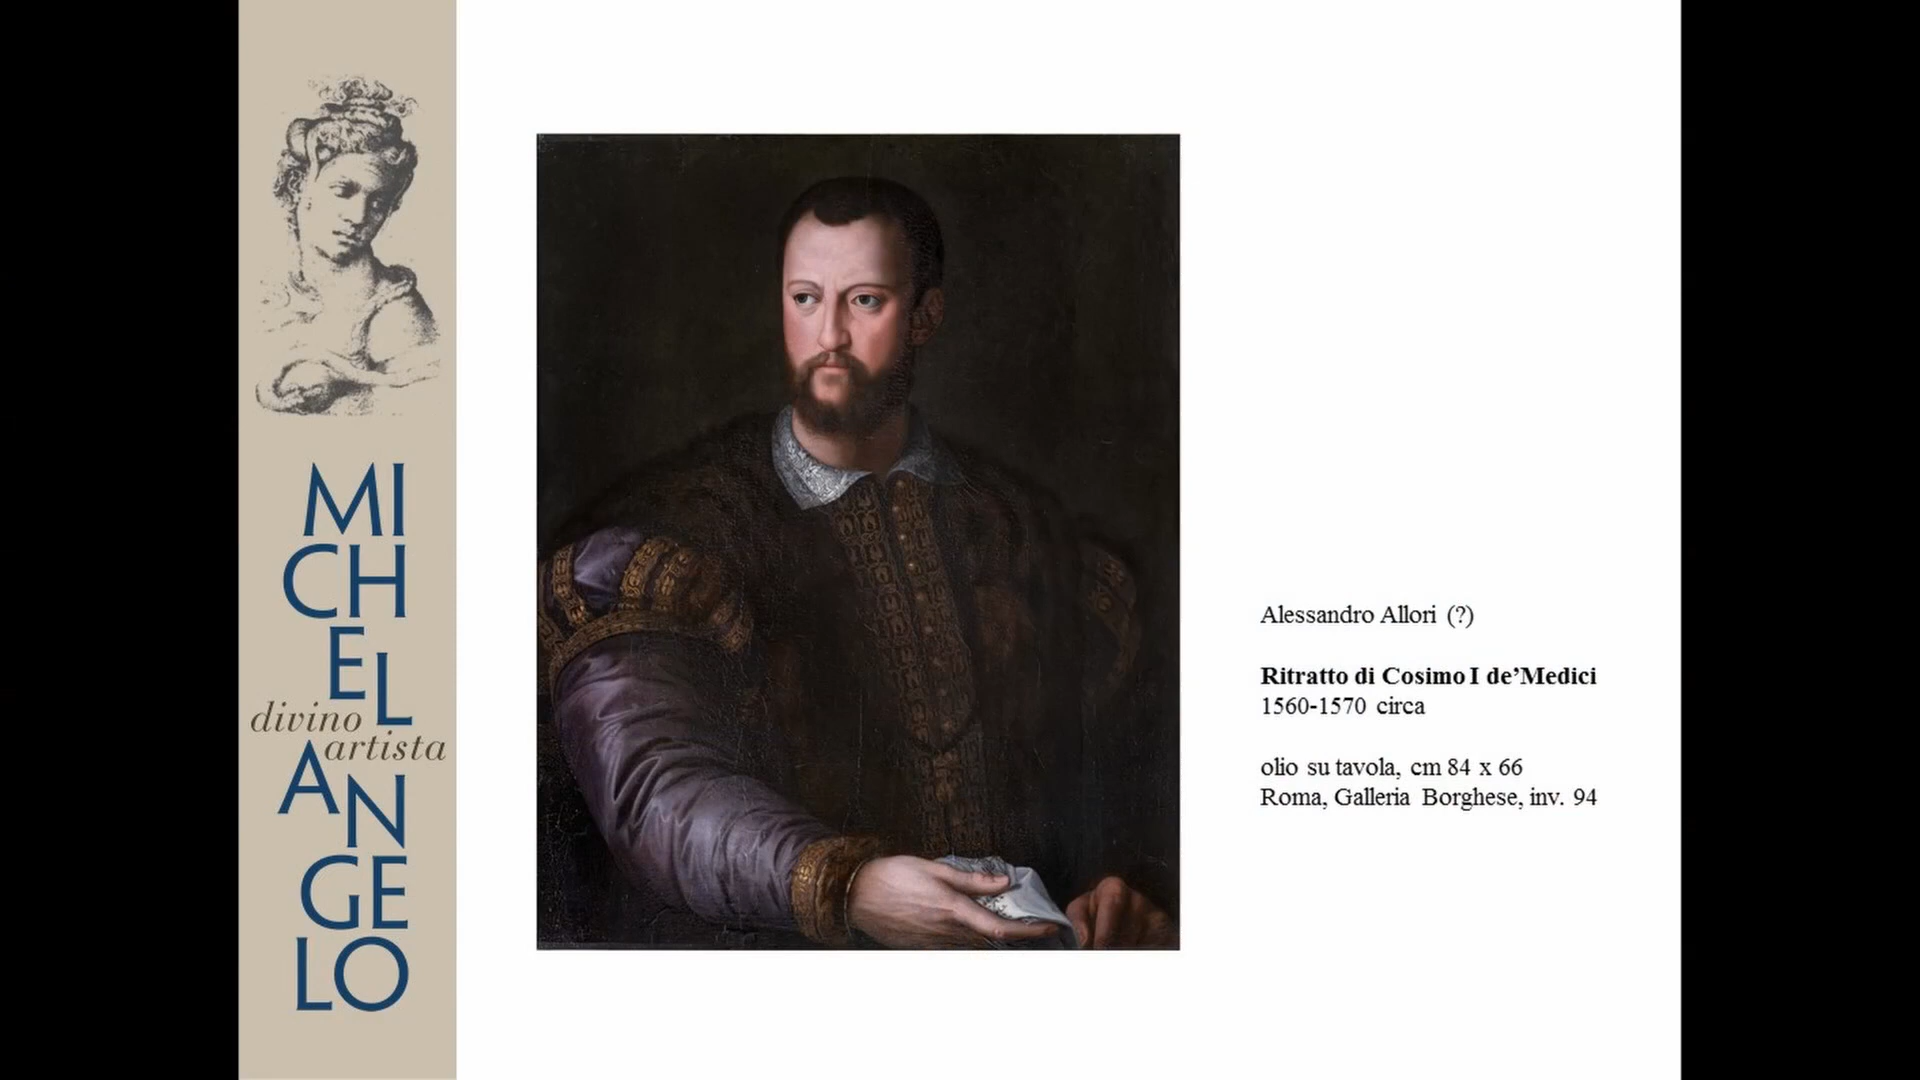 MI
CH
EL
divino
artista
AN
GE
LO
Alessandro Allori (?)
Ritratto di Cosimo I de’Medici
1560-1570 circa
olio su tavola, cm 84 x 66
Roma, Galleria Borghese, inv. 94